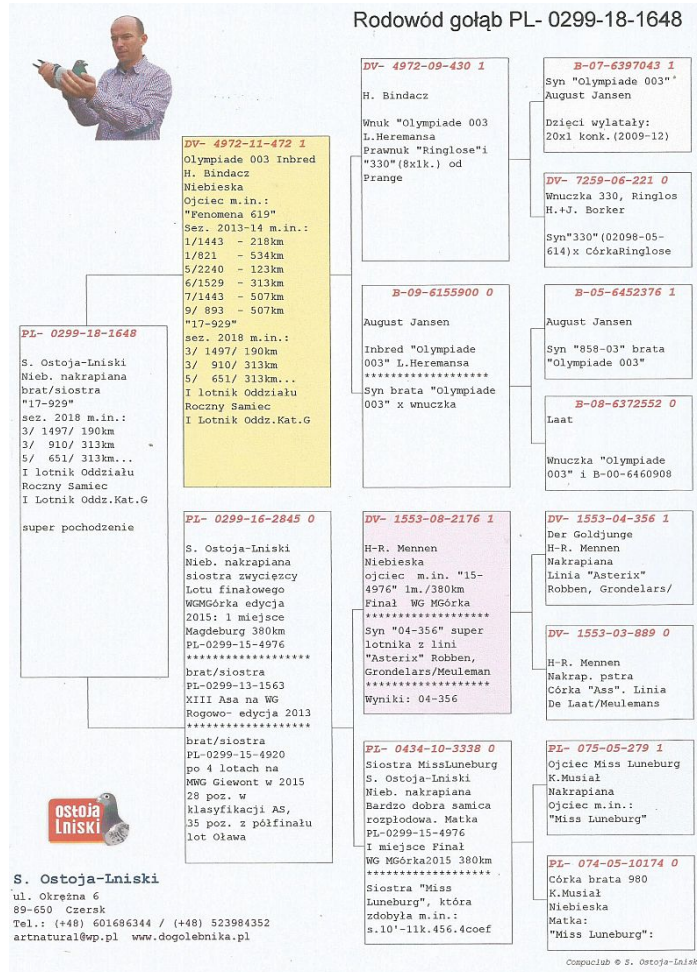 Rodowód gołąb PL- 0299-18-1648
PL- 0299-18-1648
S. Ostoja-Lniski
Nieb. nakrapiana
brat/siostra
"17-929"
sez. 2018 m.in.:
3/ 1497/ 190km
3/ 910/ 313km
5/ 651/ 313km...
I lotnik Oddziału
Roczny Samiec
I Lotnik Oddz.Kat.G
super pochodzenie
DV- 4972-11-472 1
Olympiade 003 Inbred
H. Bindacz
Niebieska
Ojciec m.in.:
"Fenomena 619"
Sez. 2013-14 m.in.:
1/1443 - 218km
1/821 - 534km
5/2240 - 123km
6/1529 - 313km
7/1443 - 507km
9/ 893 - 507km
"17-929"
sez. 2018 m.in.:
3/ 1497/ 190km
3/ 910/ 313km
5/ 651/ 313km...
I lotnik Oddziału
Roczny Samiec
I Lotnik Oddz.Kat.G
PL- 0299-16-2845 0
S. Ostoja-Lniski
Nieb. nakrapiana
siostra zwycięzcy
Lotu finałowego
WGMGórka edycja
2015: 1 miejsce
Magdeburg 380km
PL-0299-15-4976
*******************
brat/siostra
PL-0299-13-1563
XIII Asa na WG
Rogowo- edycja 2013
*******************
brat/siostra
PL-0299-15-4920
po 4 lotach na
MWG Giewont w 2015
28 poz. w
klasyfikacji AS,
35 poz. z półfinału
lot Oława
DV- 4972-09-430 1
H. Bindacz
Wnuk "Olympiade 003
L.Heremansa
Prawnuk "Ringlose"i
"330"(8x1k.) od
Prange
B-09-6155900 0
August Jansen
Inbred "Olympiade
003" L.Heremansa
*******************
Syn brata "Olympiade
003" x wnuczka
DV- 1553-08-2176 1
H-R. Mennen
Niebieska
ojciec m.in. "15-
4976" 1m./380km
Finał WG MGórka
*******************
Syn "04-356" super
lotnika z lini
"Asterix" Robben,
Grondelars/Meuleman
*******************
Wyniki: 04-356
PL- 0434-10-3338 0
Siostra MissLuneburg
S. Ostoja-Lniski
Nieb. nakrapiana
Bardzo dobra samica
rozpłodowa. Matka
PL-0299-15-4976
I miejsce Finał
WG MGórka2015 380km
*******************
Siostra "Miss
Luneburg", która
zdobyła m.in.:
s.10'-11k.456.4coef
B-07-6397043 1
Syn "Olympiade 003"
August Jansen
Dzięci wylatały:
20x1 konk.(2009-12)
DV- 7259-06-221 0
Wnuczka 330, Ringlos
H.+J. Borker
Syn"330"(02098-05-
614)x CórkaRinglose
B-05-6452376 1
August Jansen
Syn "858-03" brata
"Olympiade 003"
B-08-6372552 0
Laat
Wnuczka "Olympiade
003" i B-00-6460908
DV- 1553-04-356 1
Der Goldjunge
H-R. Mennen
Nakrapiana
Linia "Asterix"
Robben, Grondelars/
DV- 1553-03-889 0
H-R. Mennen
Nakrap. pstra
Córka "Ass". Linia
De Laat/Meulemans
PL- 075-05-279 1
Ojciec Miss Luneburg
K.Musiał
Nakrapiana
Ojciec m.in.:
"Miss Luneburg"
PL- 074-05-10174 0
Córka brata 980
K.Musiał
Niebieska
Matka:
"Miss Luneburg":
ostoja
Lniski
S. Ostoja-Lniski
ul. Okrężna 6
89-650 Czersk
Tel.: (+48) 601686344 / (+48) 523984352
artnatural@wp.pl www.dogolebnika.pl
Compuclub © S. Ostoja-Lnisk